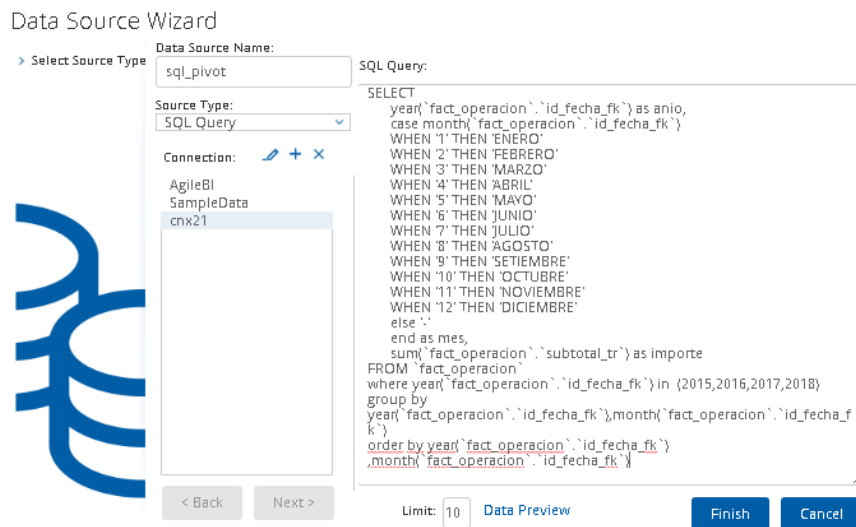 Data Source Wizard
> Select Source Type
Data Source Name:
sql_pivot
Source Type:
SQL Query
Connection:
AgileBI
SampleData
cnx21
< Back
Next >
SQL Query:
SELECT
year(`fact_operacion`.`id_fecha_fk`) as anio,
case month(`fact_operacion`.`id_fecha_fk`)
WHEN '1' THEN 'ENERO'
WHEN '2' THEN 'FEBRERO'
WHEN '3' THEN 'MARZO'
WHEN '4' THEN 'ABRIL'
WHEN '5' THEN 'MAYO'
WHEN '6' THEN 'JUNIO'
WHEN '7' THEN 'JULIO'
WHEN '8' THEN 'AGOSTO'
WHEN '9' THEN 'SETIEMBRE'
WHEN '10' THEN 'OCTUBRE'
WHEN '11' THEN 'NOVIEMBRE'
WHEN '12' THEN 'DICIEMBRE'
else '-'
end as mes,
sum(`fact_operacion`.`subtotal_tr`) as importe
FROM `fact_operacion`
where year(`fact_operacion`.`id_fecha_fk`) in (2015,2016,2017,2018)
group by
year(`fact_operacion`.`id_fecha_fk`),month(`fact_operacion`.`id_fecha_f
k`)
order by year(`fact_operacion`.`id_fecha_fk`)
,month(`fact_operacion`.`id_fecha_fk`)
Limit: 10 Data Preview
Finish
Cancel